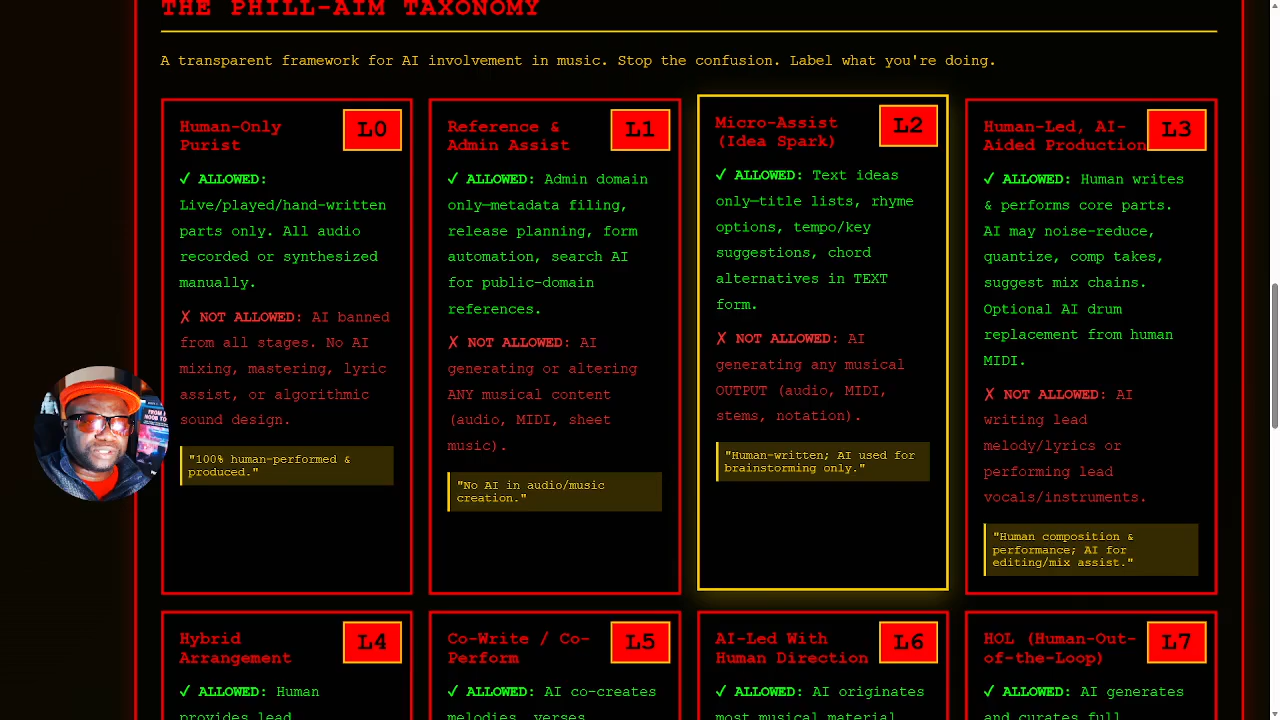 THE PHILL-AIM TAXONOMY
A transparent framework for AI involvement in music. Stop the confusion. Label what you're doing.
Human-Only
Purist
L0
✓ ALLOWED:
Live/played/hand-written
parts only. All audio
recorded or synthesized
manually.
✗ NOT ALLOWED: AI banned
from all stages. No AI
mixing, mastering, lyric
assist, or algorithmic
sound design.
"100% human-performed &
produced."
Reference &
Admin Assist
L1
✓ ALLOWED: Admin domain
only—metadata filing,
release planning, form
automation, search AI
for public-domain
references.
✗ NOT ALLOWED: AI
generating or altering
ANY musical content
(audio, MIDI, sheet
music).
"No AI in audio/music
creation."
Micro-Assist
(Idea Spark)
L2
✓ ALLOWED: Text ideas
only—title lists, rhyme
options, tempo/key
suggestions, chord
alternatives in TEXT
form.
✗ NOT ALLOWED: AI
generating any musical
OUTPUT (audio, MIDI,
stems, notation).
"Human-written; AI used for
brainstorming only."
Human-Led, AI-
Aided Production
L3
✓ ALLOWED: Human writes
& performs core parts.
AI may noise-reduce,
quantize, comp takes,
suggest mix chains.
Optional AI drum
replacement from human
MIDI.
✗ NOT ALLOWED: AI
writing lead
melody/lyrics or
performing lead
vocals/instruments.
"Human composition &
performance; AI for
editing/mix assist."
Hybrid
Arrangement
L4
✓ ALLOWED: Human
provides lead
Co-Write / Co-
Perform
L5
✓ ALLOWED: AI co-creates
melodies, verses,
AI-Led With
Human Direction
L6
✓ ALLOWED: AI originates
most musical material
HOL (Human-Out-
of-the-Loop)
L7
✓ ALLOWED: AI generates
and curates full